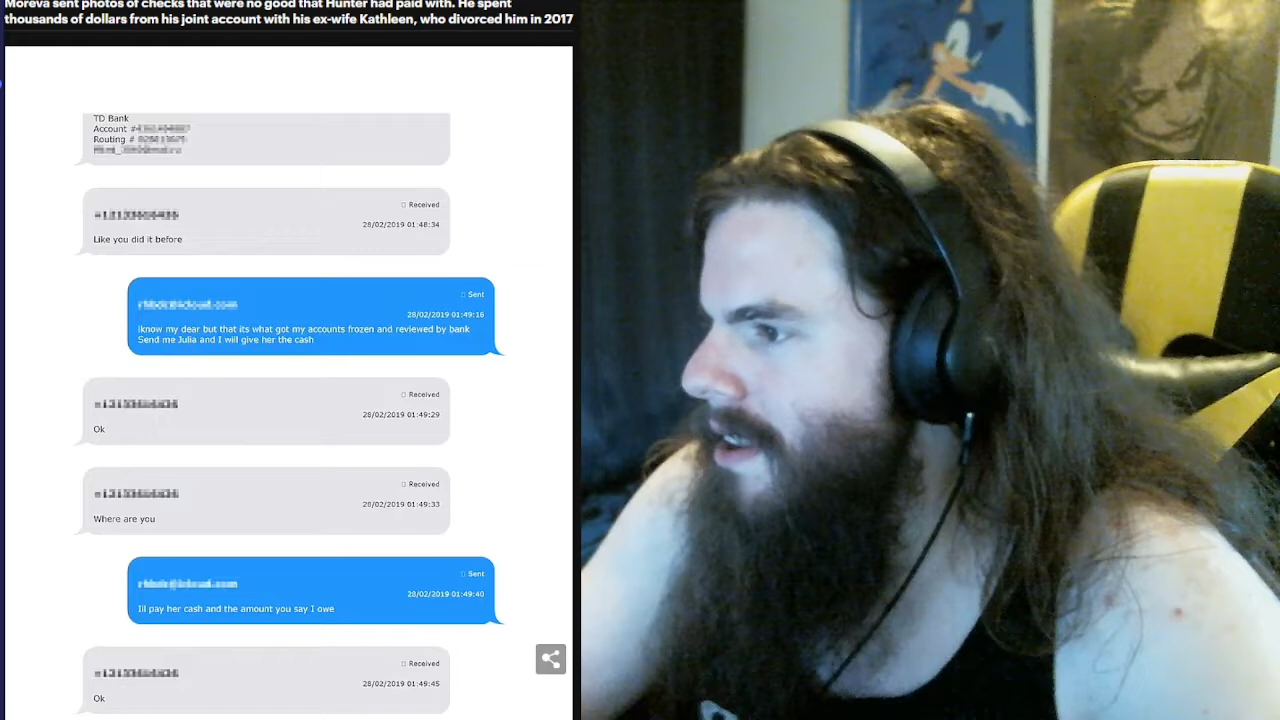 Moreva sent photos of checks that were no good that Hunter had paid with. He spent
thousands of dollars from his joint account with his ex-wife Kathleen, who divorced him in 2017
TD Bank
Account #
Routing #
Received
28/02/2019 01:48:34
Like you did it before
Sent
28/02/2019 01:49:16
Iknow my dear but that its what got my accounts frozen and reviewed by bank
Send me Julia and I will give her the cash
Received
28/02/2019 01:49:29
Ok
Received
28/02/2019 01:49:33
Where are you
Sent
28/02/2019 01:49:40
Ill pay her cash and the amount you say I owe
Received
28/02/2019 01:49:45
Ok